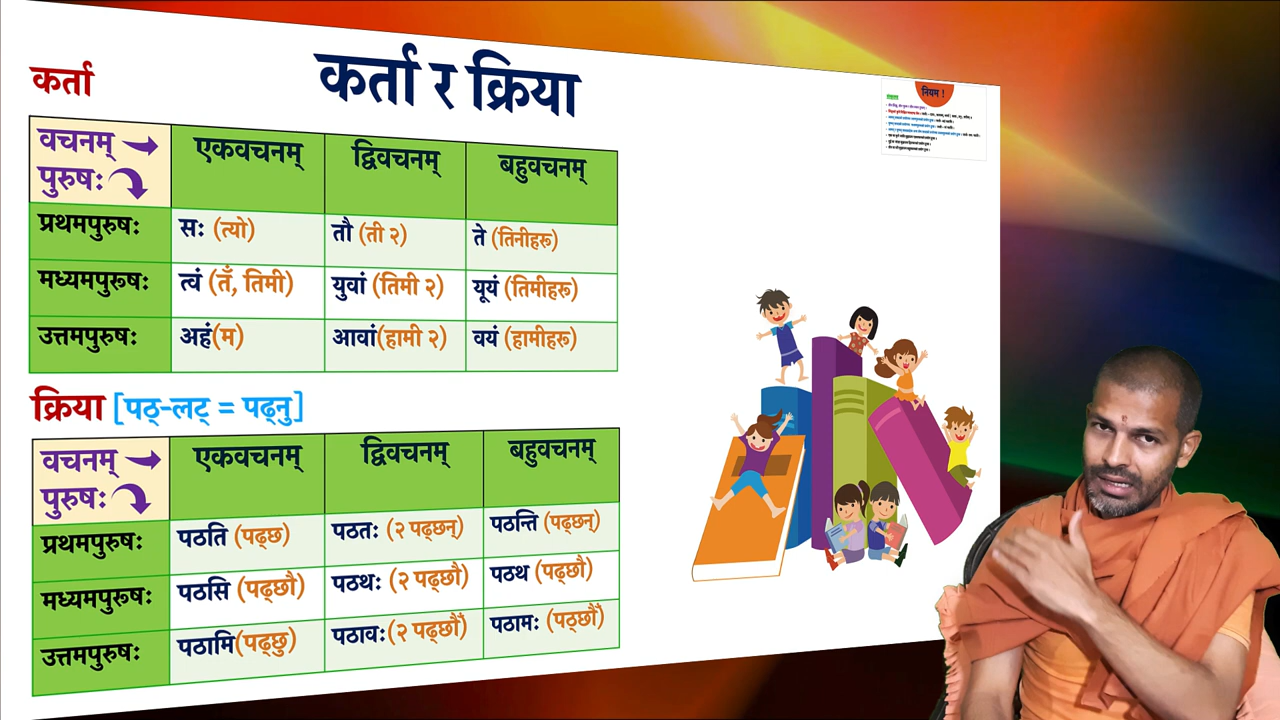 कर्ता र क्रिया
कर्ता
वचनम्
पुरुषः
एकवचनम् द्विवचनम् बहुवचनम्
प्रथमपुरुषः सः (त्यो) तौ (ती २) ते (तिनीहरू)
मध्यमपुरुषः त्वं (तँ, तिमी) युवां (तिमी २) यूयं (तिमीहरू)
उत्तमपुरुषः अहं(म) आवां(हामी २) वयं (हामीहरू)
क्रिया [पठ्-लट् = पढ्नु]
वचनम्
पुरुषः
एकवचनम् द्विवचनम् बहुवचनम्
प्रथमपुरुषः पठति (पढ्छ) पठतः (२ पढ्छन्) पठन्ति (पढ्छन्)
मध्यमपुरुषः पठसि (पढ्छौ) पठथः (२ पढ्छौ) पठथ (पढ्छौ)
उत्तमपुरुषः पठामि(पढ्छु) पठावः(२ पढ्छौँ) पठामः (पठ्छौँ)
नियम !